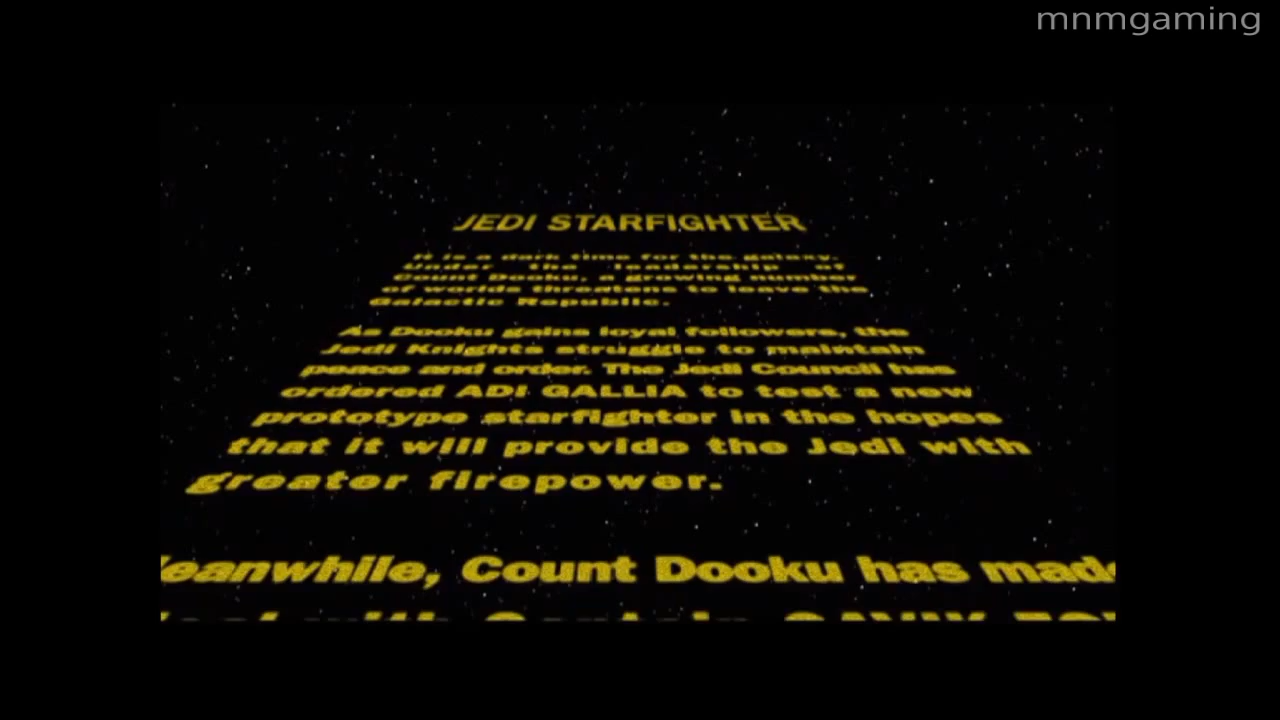 mnmgaming
JEDI STARFIGHTER
It is a dark time for the galaxy.
Under the leadership of
Count Dooku, a growing number
of worlds threatens to leave the
Galactic Republic.
As Dooku gains loyal followers, the
Jedi Knights struggle to maintain
peace and order. The Jedi Council has
ordered ADI GALLIA to test a new
prototype starfighter in the hopes
that it will provide the Jedi with
greater firepower.
eanwhile, Count Dooku has made